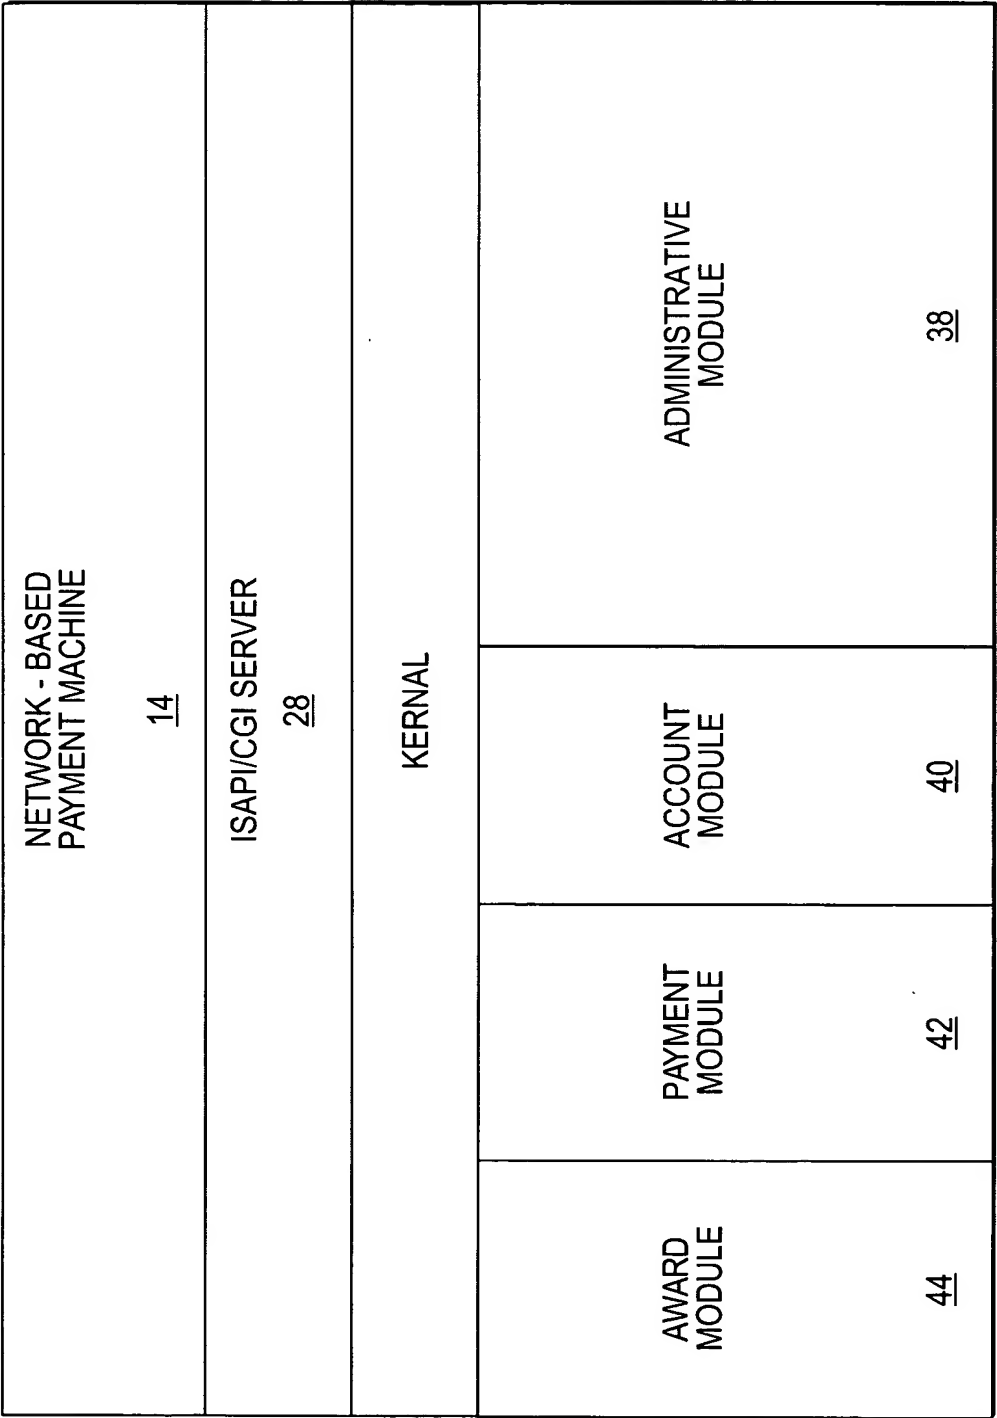 NETWORK - BASED
PAYMENT MACHINE
14
ISAPI/CGI SERVER
28
KERNAL
AWARD
MODULE
44
PAYMENT
MODULE
42
ACCOUNT
MODULE
40
ADMINISTRATIVE
MODULE
38